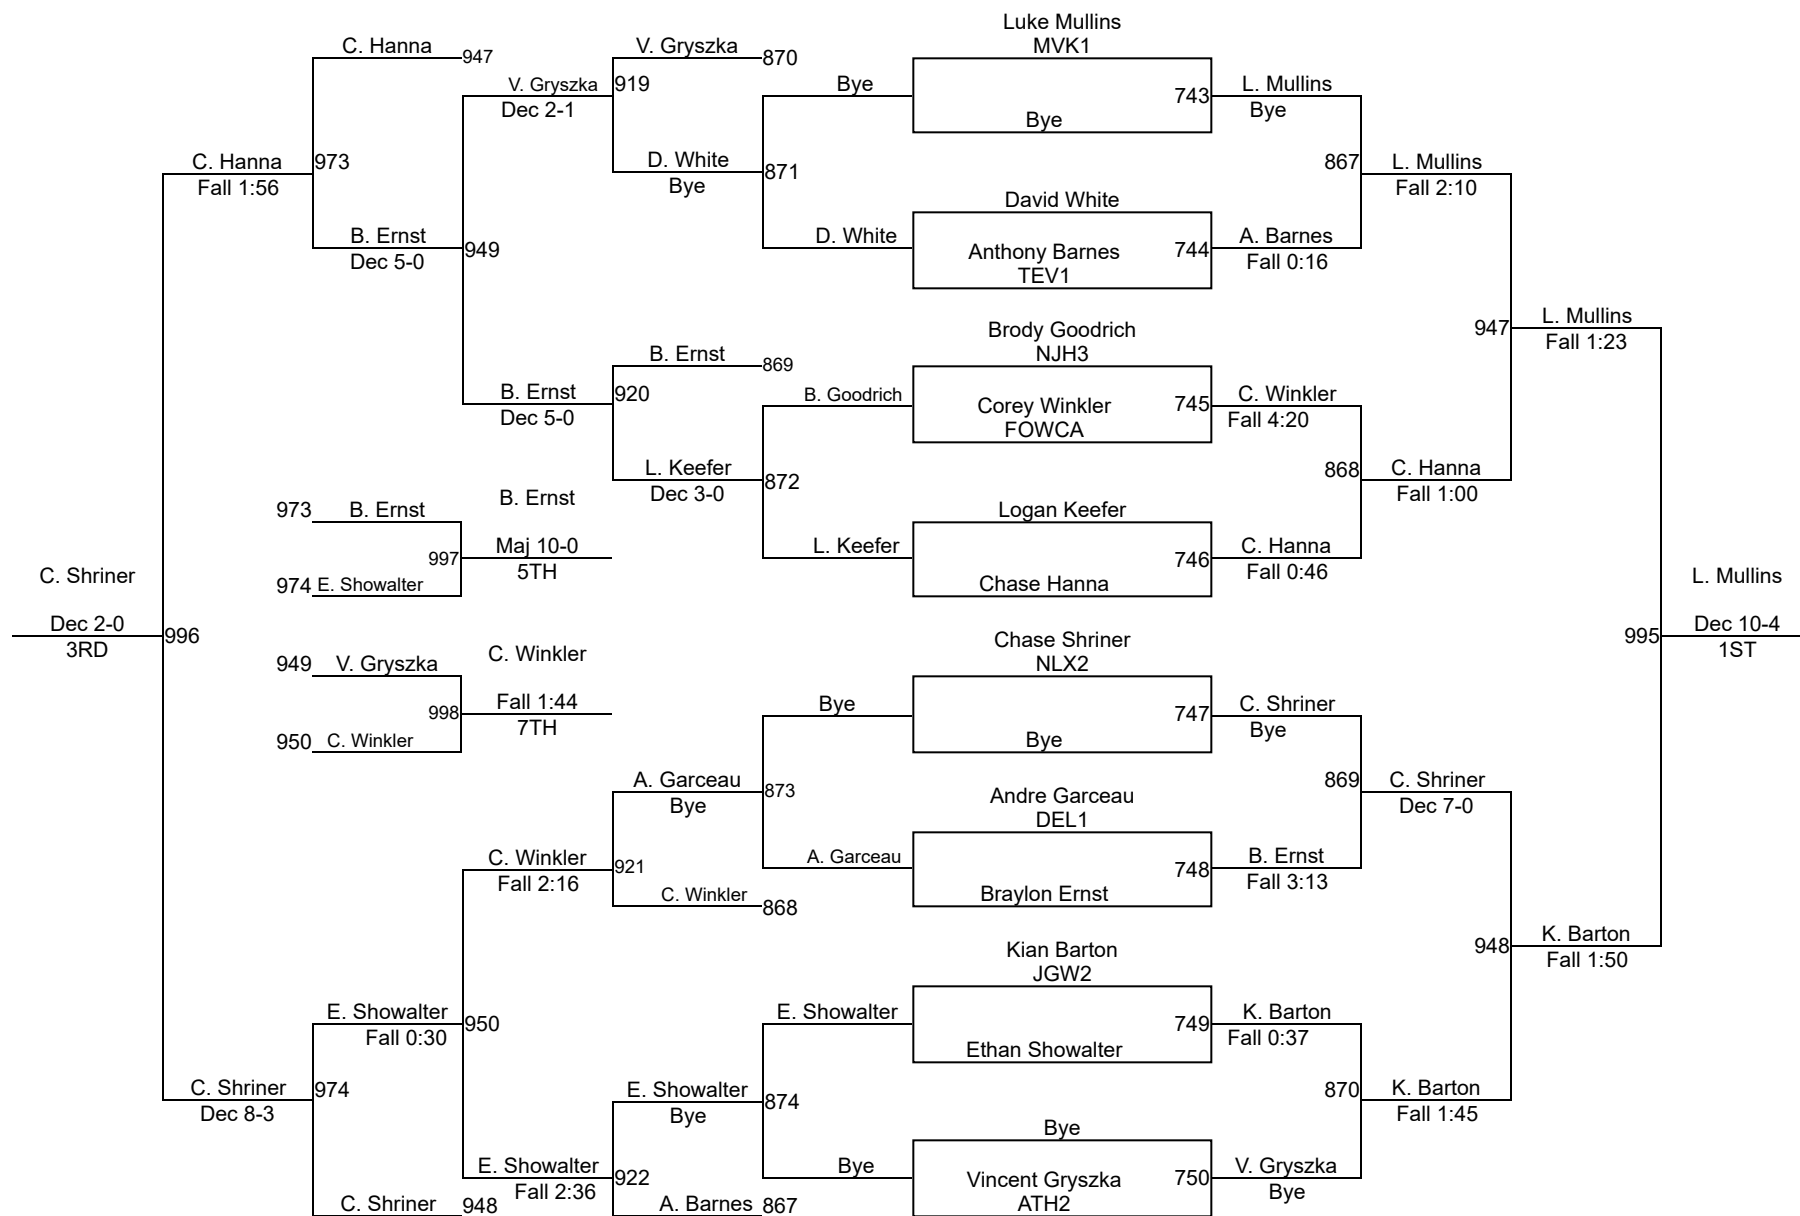 Luke Mullins
MVK1
C. Hanna
947
V. Gryszka
870
V. Gryszka
919
Dec 2-1
Bye
743
L. Mullins
Bye
Bye
C. Hanna
973
Fall 1:56
D. White
871
Bye
867
L. Mullins
Fall 2:10
David White
B. Ernst
949
Dec 5-0
D. White
Anthony Barnes
TEV1
744
A. Barnes
Fall 0:16
Brody Goodrich
NJH3
947
L. Mullins
Fall 1:23
B. Ernst
869
B. Ernst
920
Dec 5-0
B. Goodrich
Corey Winkler
FOWCA
745
C. Winkler
Fall 4:20
L. Keefer
872
Dec 3-0
868
C. Hanna
Fall 1:00
973
B. Ernst
B. Ernst
Logan Keefer
997
Maj 10-0
5TH
L. Keefer
746
C. Hanna
Fall 0:46
974
E. Showalter
Chase Hanna
C. Shriner
L. Mullins
Dec 2-0
996
3RD
995
Dec 10-4
1ST
Chase Shriner
NLX2
949
V. Gryszka
C. Winkler
998
Fall 1:44
7TH
Bye
747
C. Shriner
Bye
950
C. Winkler
Bye
A. Garceau
873
Bye
869
C. Shriner
Dec 7-0
Andre Garceau
DEL1
C. Winkler
921
Fall 2:16
A. Garceau
748
B. Ernst
Fall 3:13
C. Winkler
868
Braylon Ernst
Kian Barton
JGW2
948
K. Barton
Fall 1:50
E. Showalter
950
Fall 0:30
E. Showalter
749
K. Barton
Fall 0:37
Ethan Showalter
C. Shriner
974
Dec 8-3
E. Showalter
874
Bye
870
K. Barton
Fall 1:45
Bye
E. Showalter
922
Fall 2:36
Bye
Vincent Gryszka
ATH2
750
V. Gryszka
Bye
C. Shriner
948
A. Barnes
867